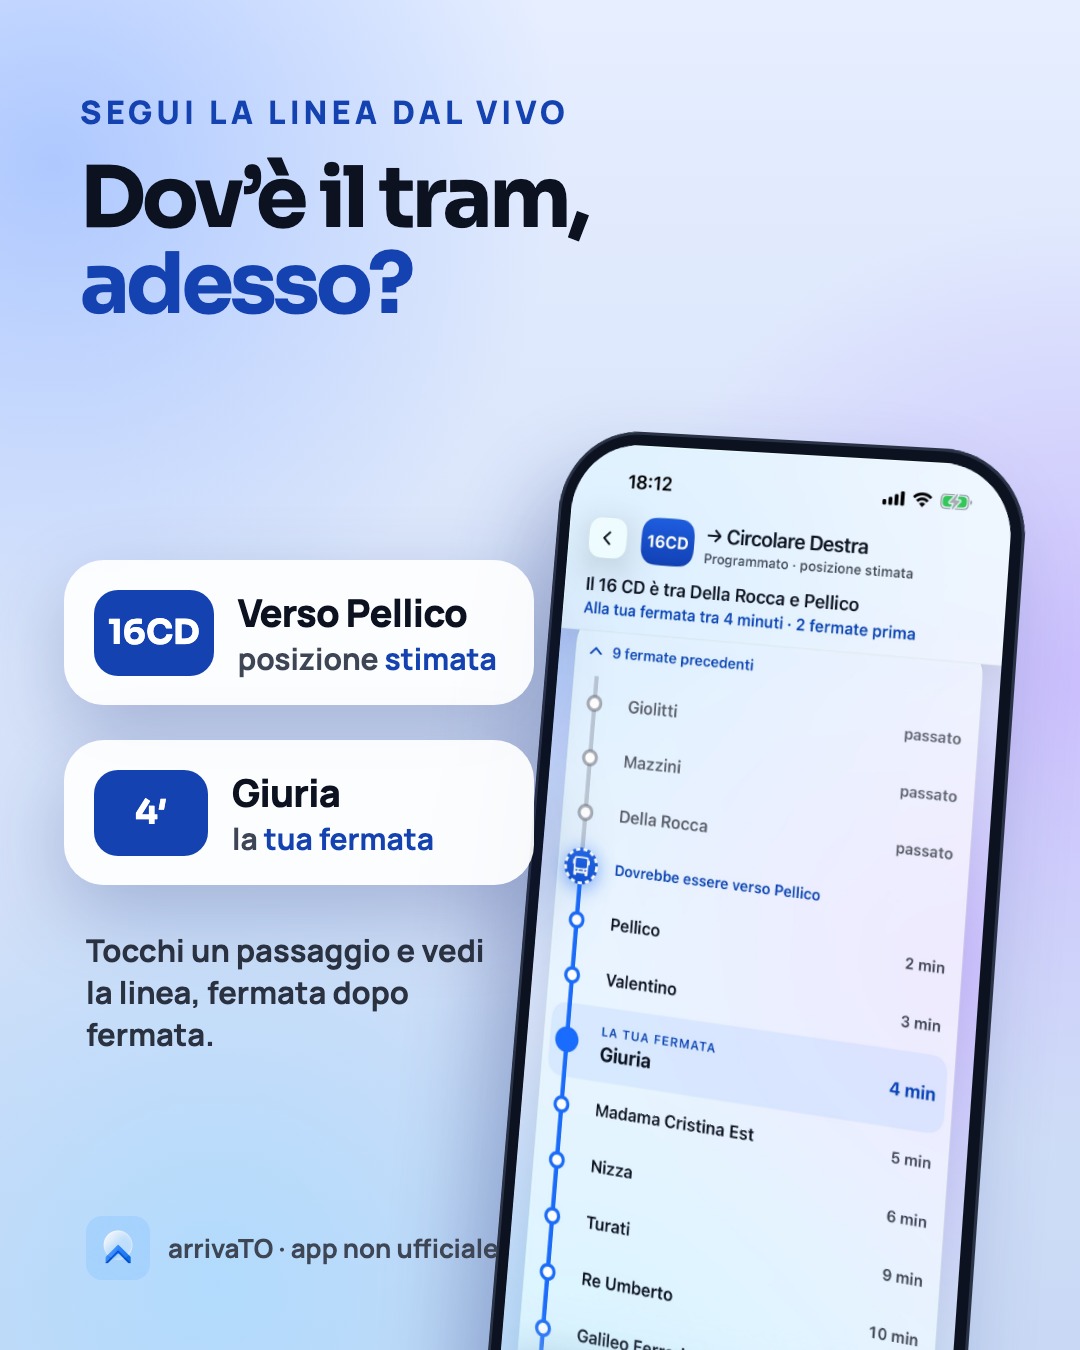 SEGUI LA LINEA DAL VIVO
Dov’è il tram,
adesso?
16CD
Verso Pellico
posizione stimata
4′
Giuria
la tua fermata
Tocchi un passaggio e vedi
la linea, fermata dopo
fermata.
arrivaTO · app non ufficiale
18:12
16CD
→ Circolare Destra
Programmato · posizione stimata
Il 16 CD è tra Della Rocca e Pellico
Alla tua fermata tra 4 minuti · 2 fermate prima
9 fermate precedenti
Giolitti
passato
Mazzini
passato
Della Rocca
passato
Dovrebbe essere verso Pellico
Pellico
2 min
Valentino
3 min
LA TUA FERMATA
Giuria
4 min
Madama Cristina Est
5 min
Nizza
6 min
Turati
9 min
Re Umberto
10 min
Galileo